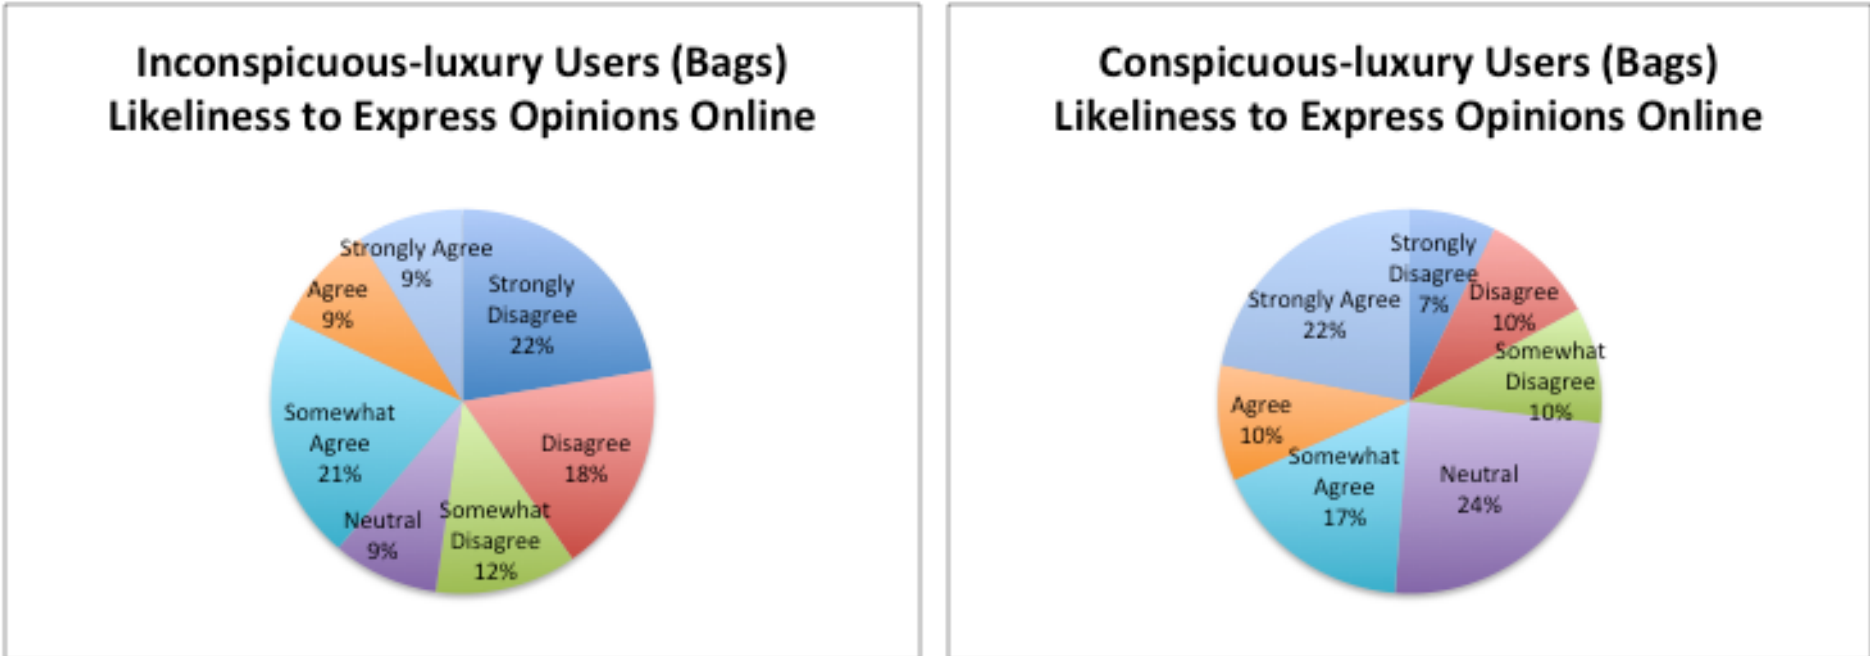 Inconspicuous-luxury Users (Bags)
Likeliness to Express Opinions Online
Strongly Agree
9%
Strongly
Disagree
22%
Agree
9%
Somewhat
Agree
21%
Disagree
18%
Neutral
9%
Somewhat
Disagree
12%
Conspicuous-luxury Users (Bags)
Likeliness to Express Opinions Online
Strongly
Disagree
7%
Disagree
10%
Somewhat
Disagree
10%
Strongly Agree
22%
Agree
10%
Somewhat
Agree
17%
Neutral
24%